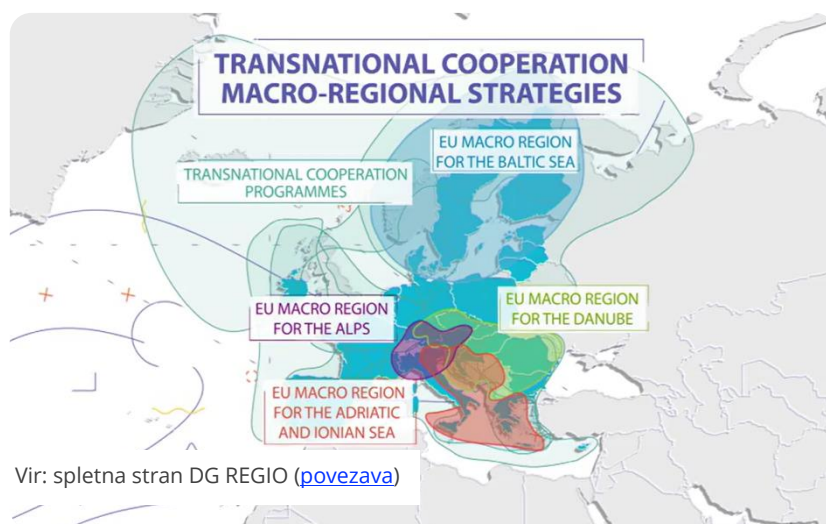 TRANSNATIONAL COOPERATION
MACRO-REGIONAL STRATEGIES
EU MACRO REGION
FOR THE BALTIC SEA
TRANSNATIONAL COOPERATION
PROGRAMMES
EU MACRO REGION
FOR THE ALPS
EU MACRO REGION
FOR THE DANUBE
EU MACRO REGION
FOR THE ADRIATIC
AND IONIAN SEA
Vir: spletna stran DG REGIO (povezava)